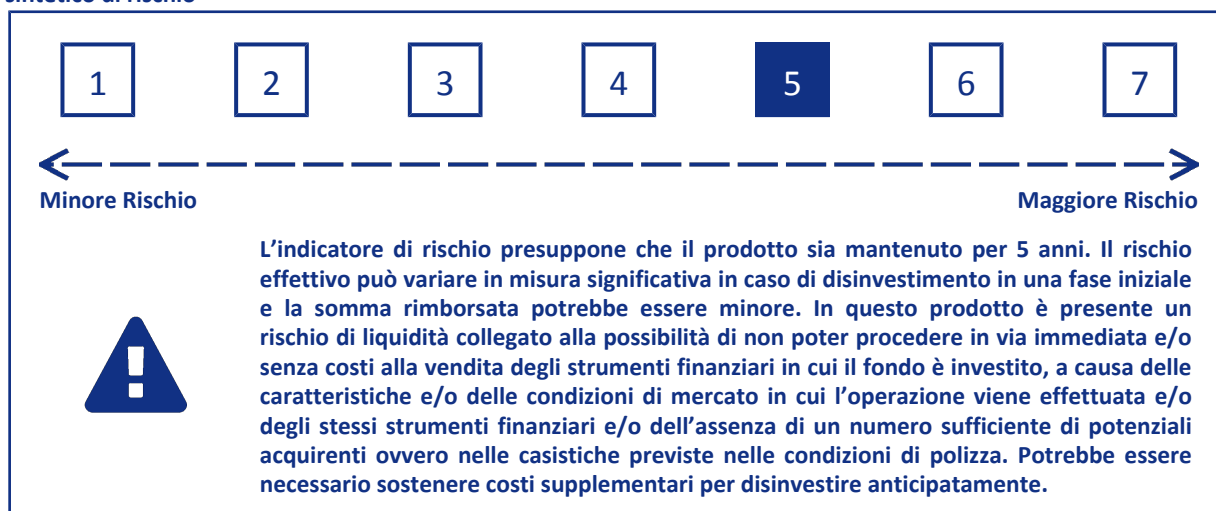 sintetico di rischio
1 2 3 4 5 6 7
Minore Rischio Maggiore Rischio
L'indicatore di rischio presuppone che il prodotto sia mantenuto per 5 anni. Il rischio
effettivo può variare in misura significativa in caso di disinvestimento in una fase iniziale
e la somma rimborsata potrebbe essere minore. In questo prodotto è presente un
rischio di liquidità collegato alla possibilità di non poter procedere in via immediata e/o
senza costi alla vendita degli strumenti finanziari in cui il fondo è investito, a causa delle
caratteristiche e/o delle condizioni di mercato in cui l'operazione viene effettuata e/o
degli stessi strumenti finanziari e/o dell'assenza di un numero sufficiente di potenziali
acquirenti ovvero nelle casistiche previste nelle condizioni di polizza. Potrebbe essere
necessario sostenere costi supplementari per disinvestire anticipatamente.